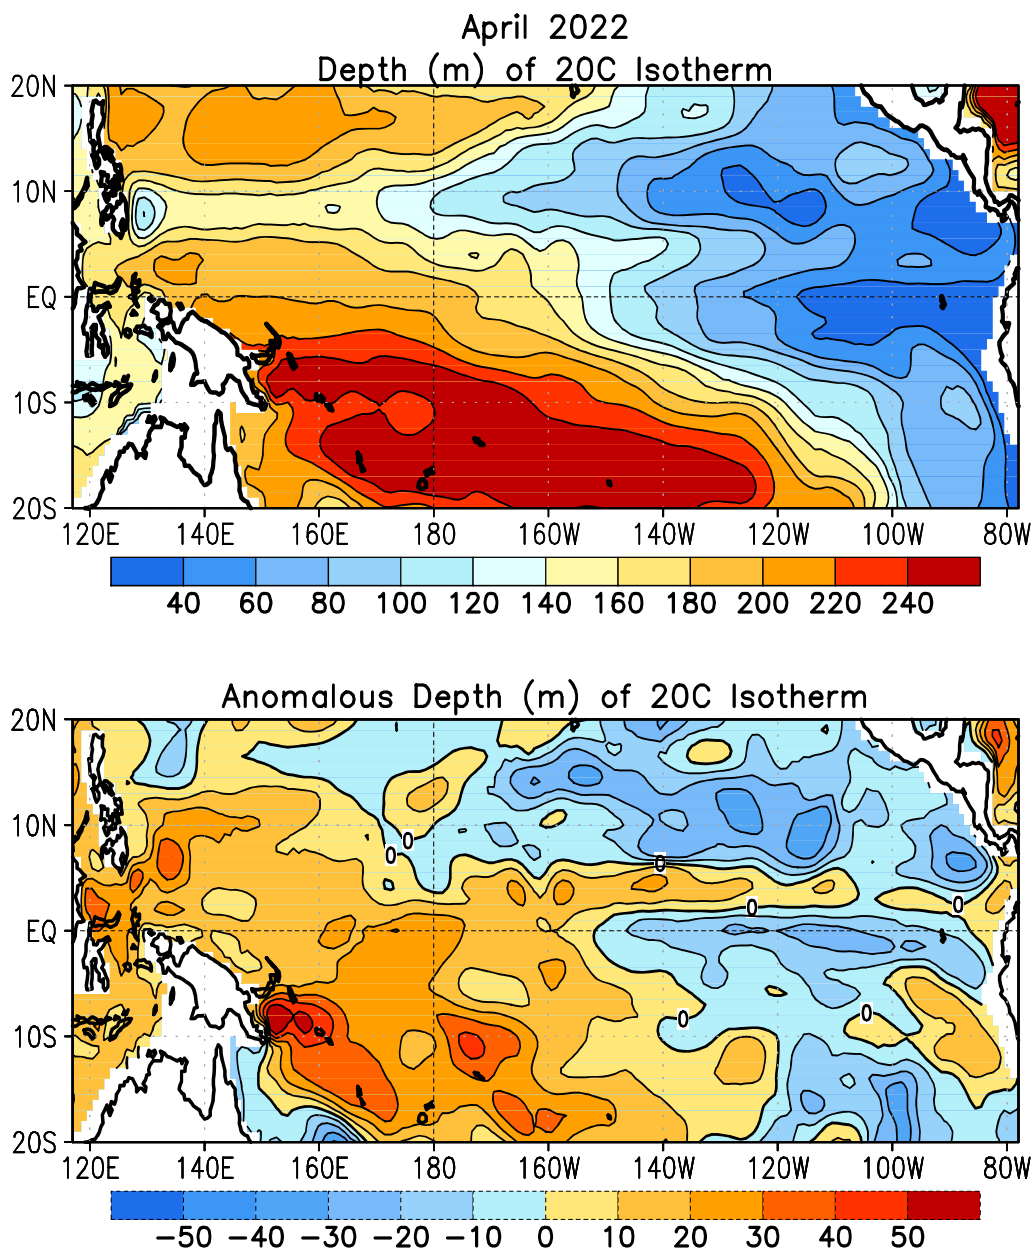 April 2022
Depth (m) of 20C Isotherm
20N
10N
EQ
10S
20S
120E 140E 160E 180 160W 140W 120W 100W 80W
40 60 80 100 120 140 160 180 200 220 240
Anomalous Depth (m) of 20C Isotherm
20N
10N
0 0 0
0 0
EQ
0 0
10S
20S
120E 140E 160E 180 160W 140W 120W 100W 80W
−50 −40 −30 −20 −10 0 10 20 30 40 50